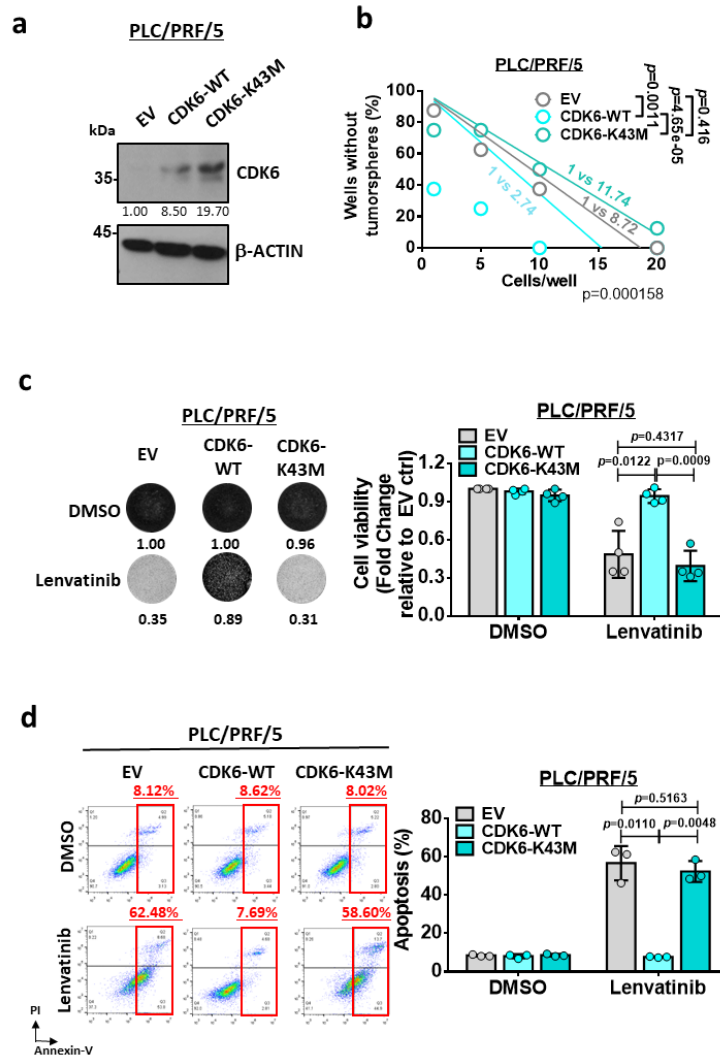 a
PLC/PRF/5
EV
CDK6-WT
CDK6-K43M
kDa
35
CDK6
1.00 8.50 19.70
45
β-ACTIN
b
PLC/PRF/5
Wells without
tumorspheres (%)
100
80
60
40
20
0
0 5 10 15 20
Cells/well
EV
CDK6-WT
CDK6-K43M
p=0.0011
p=4.65e-05
p=0.416
1 vs 11.74
1 vs 8.72
1 vs 2.74
p=0.000158
c
PLC/PRF/5
EV
CDK6-
WT
CDK6-
K43M
DMSO
1.00 1.00 0.96
Lenvatinib
0.35 0.89 0.31
PLC/PRF/5
EV
CDK6-WT
CDK6-K43M
p=0.4317
p=0.0122 p=0.0009
Cell viability
(Fold Change
relative to EV ctrl)
1.2
0.9
0.6
0.3
0.0
DMSO Lenvatinib
d
PLC/PRF/5
EV CDK6-WT CDK6-K43M
8.12% 8.62% 8.02%
DMSO
62.48% 7.69% 58.60%
Lenvatinib
PI
Annexin-V
PLC/PRF/5
EV
CDK6-WT
CDK6-K43M
p=0.5163
p=0.0110 p=0.0048
Apoptosis (%)
80
60
40
20
0
DMSO Lenvatinib